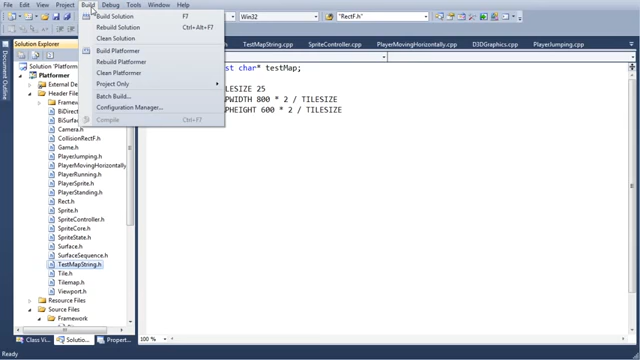 File Edit View Project Build Debug Tools Window Help
Win32
"RectF.h"
Build Solution F7
Rebuild Solution Ctrl+Alt+F7
Clean Solution
Build Platformer
Rebuild Platformer
Clean Platformer
Project Only
Batch Build...
Configuration Manager...
Compile Ctrl+F7
Document Outline
Solution Explorer
TestMapString.cpp SpriteController.cpp PlayerMovingHorizontally.cpp D3DGraphics.cpp PlayerJumping.cpp
st char* testMap;
LESIZE 25
PWIDTH 800 * 2 / TILESIZE
PHEIGHT 600 * 2 / TILESIZE
Solution 'Platform
Platformer
External Deper
Header Files
Framework
BiDirect
BiSurfac
Camera.h
CollisionRectF.h
Game.h
PlayerJumping.h
PlayerMovingHorizontally
PlayerRunning.h
PlayerStanding.h
Rect.h
Sprite.h
SpriteController.h
SpriteCore.h
SpriteState.h
Surface.h
SurfaceSequence.h
TestMapString.h
Tile.h
Tilemap.h
Viewport.h
Resource Files
Source Files
Framework
Class Vi... Solutio... Propert...
100 %
Ready